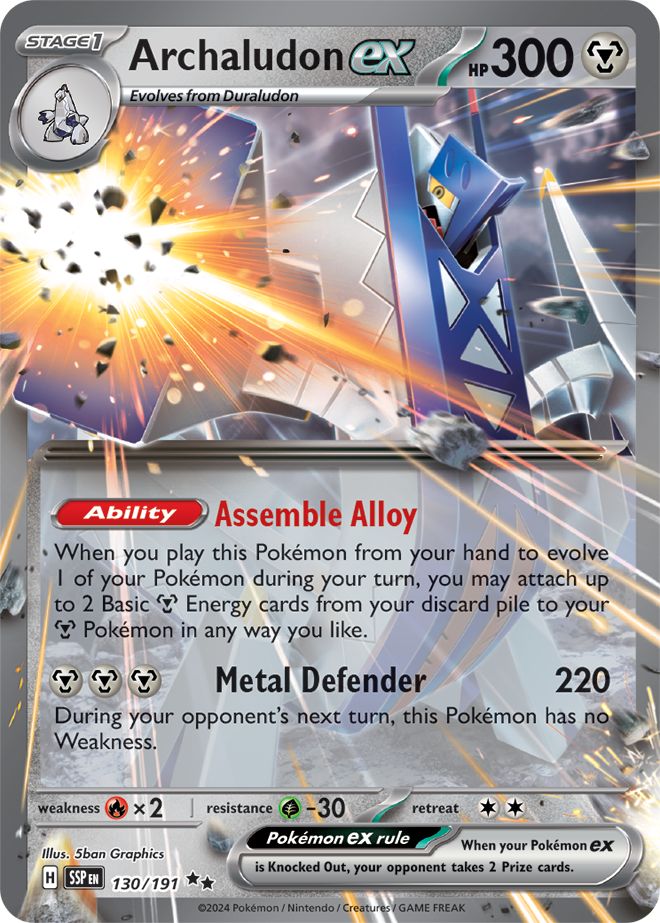 STAGE 1
Archaludon ex HP 300
Evolves from Duraludon
Ability Assemble Alloy
When you play this Pokémon from your hand to evolve
1 of your Pokémon during your turn, you may attach up
to 2 Basic Energy cards from your discard pile to your
Pokémon in any way you like.
Metal Defender 220
During your opponent's next turn, this Pokémon has no
Weakness.
weakness ×2 resistance -30 retreat
Illus. 5ban Graphics
Pokémon ex rule When your Pokémon ex
is Knocked Out, your opponent takes 2 Prize cards.
H SSP EN 130/191 ★★
©2024 Pokémon / Nintendo / Creatures / GAME FREAK